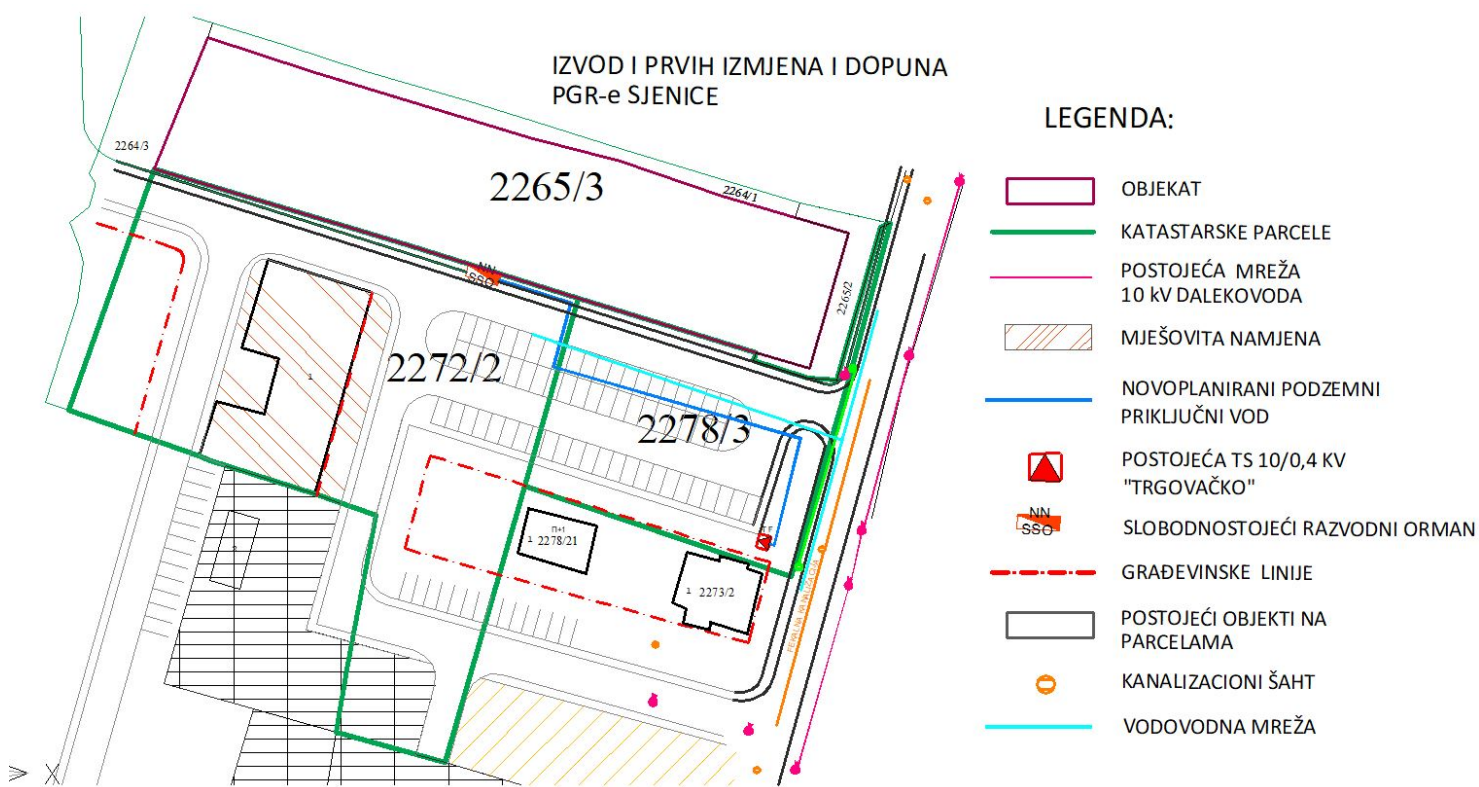 IZVOD I PRVIH IZMJENA I DOPUNA
PGR-e SJENICE
LEGENDA:
2264/3
2265/3
2264/1
2265/2
NN
SSO
2272/2
2278/3
1
П+1
1 2278/21
1 2273/2
FEKALNA KANALIZACIJA
OBJEKAT
KATASTARSKE PARCELE
POSTOJEĆA MREŽA
10 kV DALEKOVODA
MJEŠOVITA NAMJENA
NOVOPLANIRANI PODZEMNI
PRIKLJUČNI VOD
POSTOJEĆA TS 10/0,4 KV
"TRGOVAČKO"
NN
SSO
SLOBODNOSTOJEĆI RAZVODNI ORMAN
GRAĐEVINSKE LINIJE
POSTOJEĆI OBJEKTI NA
PARCELAMA
KANALIZACIONI ŠAHT
VODOVODNA MREŽA